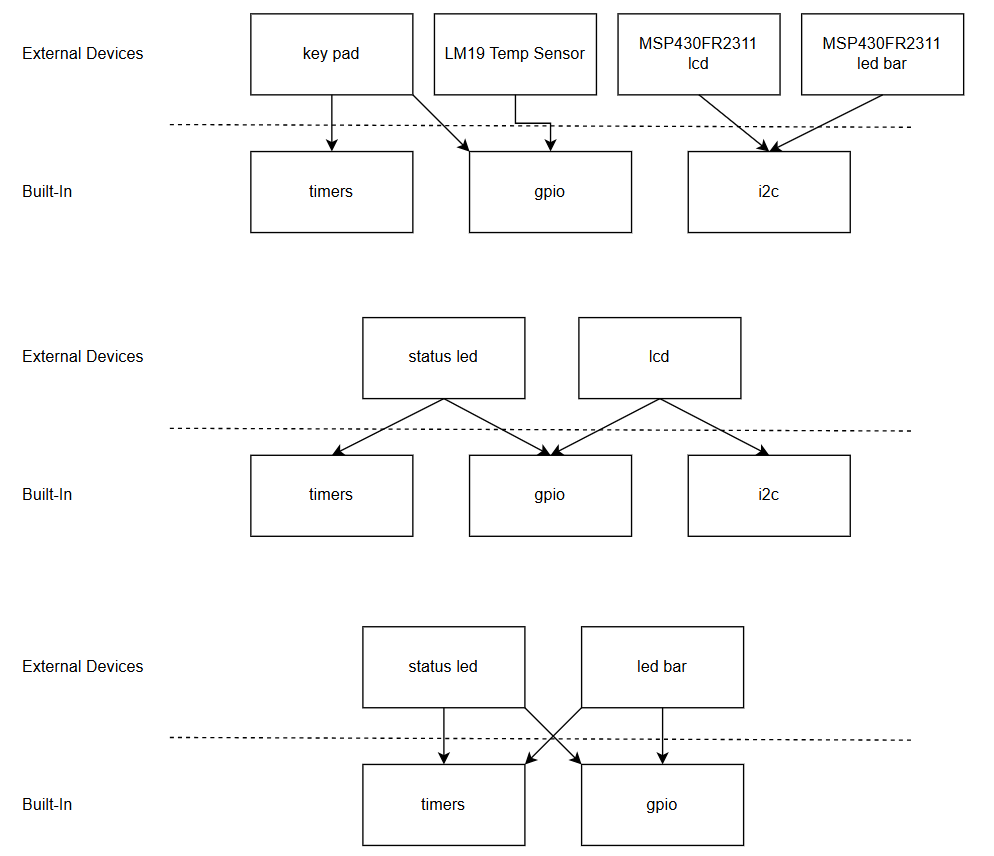 External Devices
key pad
LM19 Temp Sensor
MSP430FR2311
lcd
MSP430FR2311
led bar
Built-In
timers
gpio
i2c
External Devices
status led
lcd
Built-In
timers
gpio
i2c
External Devices
status led
led bar
Built-In
timers
gpio